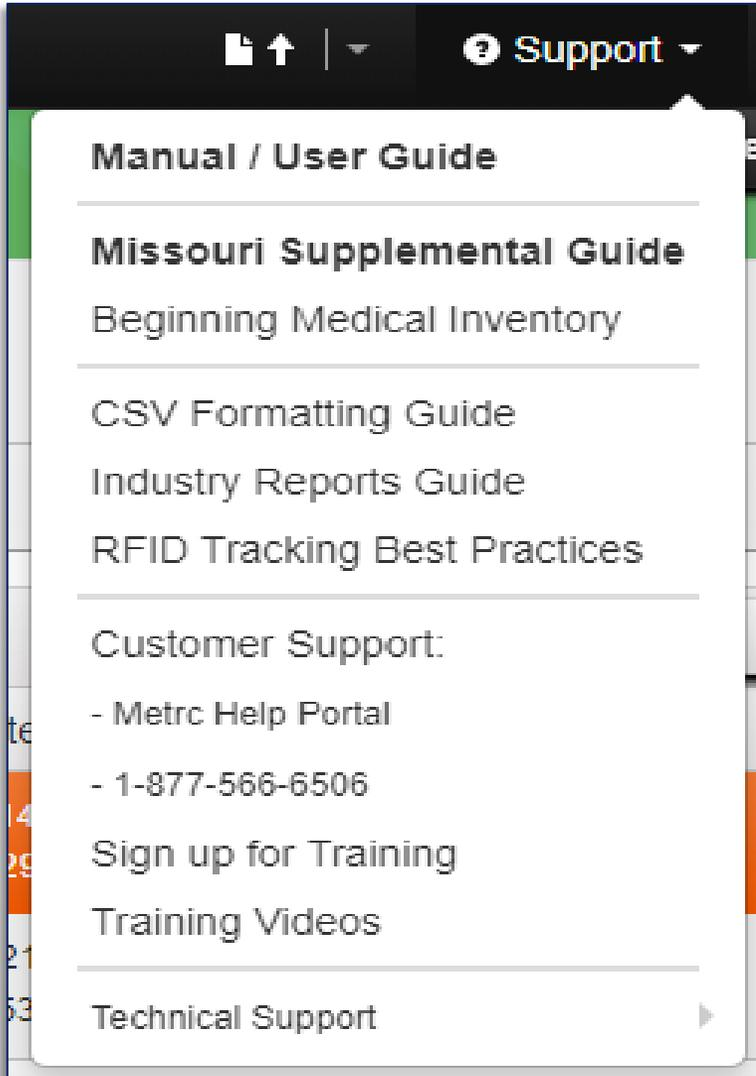 Support
Manual / User Guide
Missouri Supplemental Guide
Beginning Medical Inventory
CSV Formatting Guide
Industry Reports Guide
RFID Tracking Best Practices
Customer Support:
- Metrc Help Portal
- 1-877-566-6506
Sign up for Training
Training Videos
Technical Support